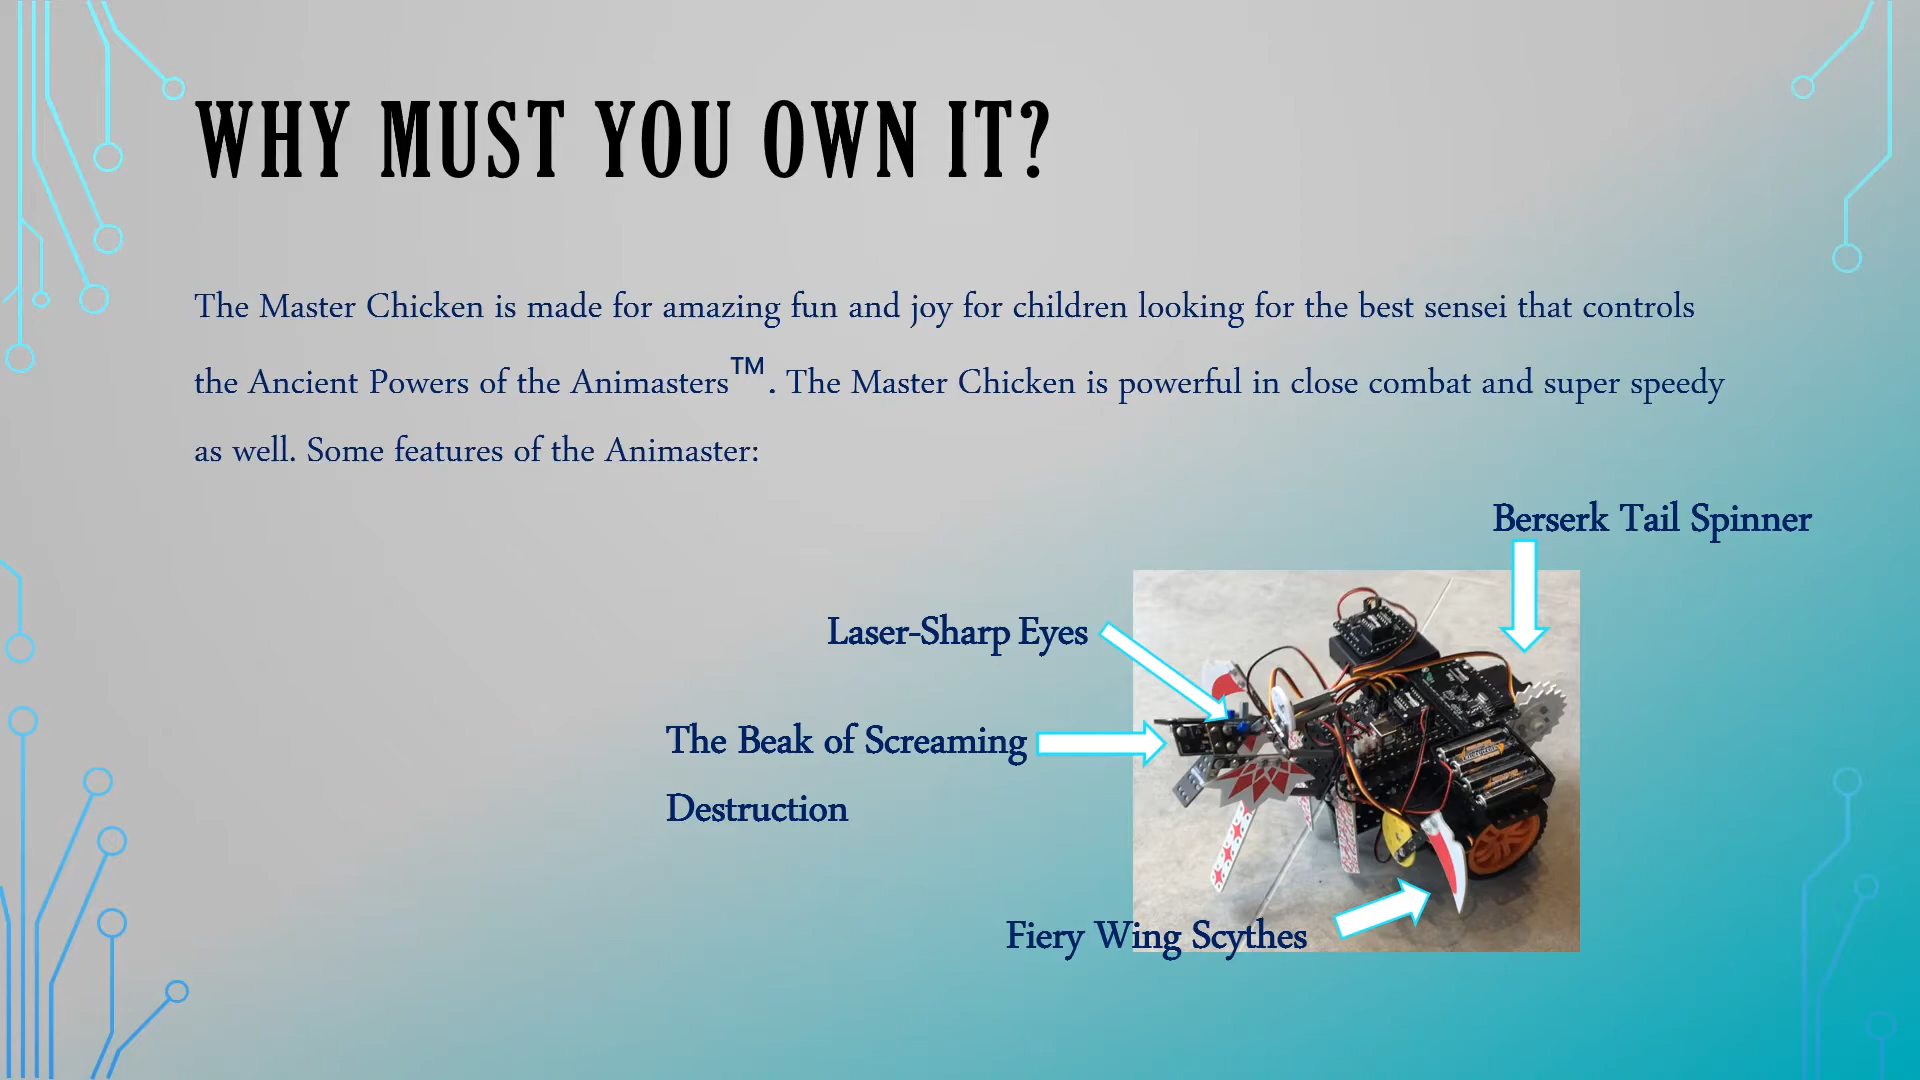 WHY MUST YOU OWN IT?
The Master Chicken is made for amazing fun and joy for children looking for the best sensei that controls
the Ancient Powers of the Animasters™. The Master Chicken is powerful in close combat and super speedy
as well. Some features of the Animaster:
Berserk Tail Spinner
Laser-Sharp Eyes
The Beak of Screaming
Destruction
Fiery Wing Scythes